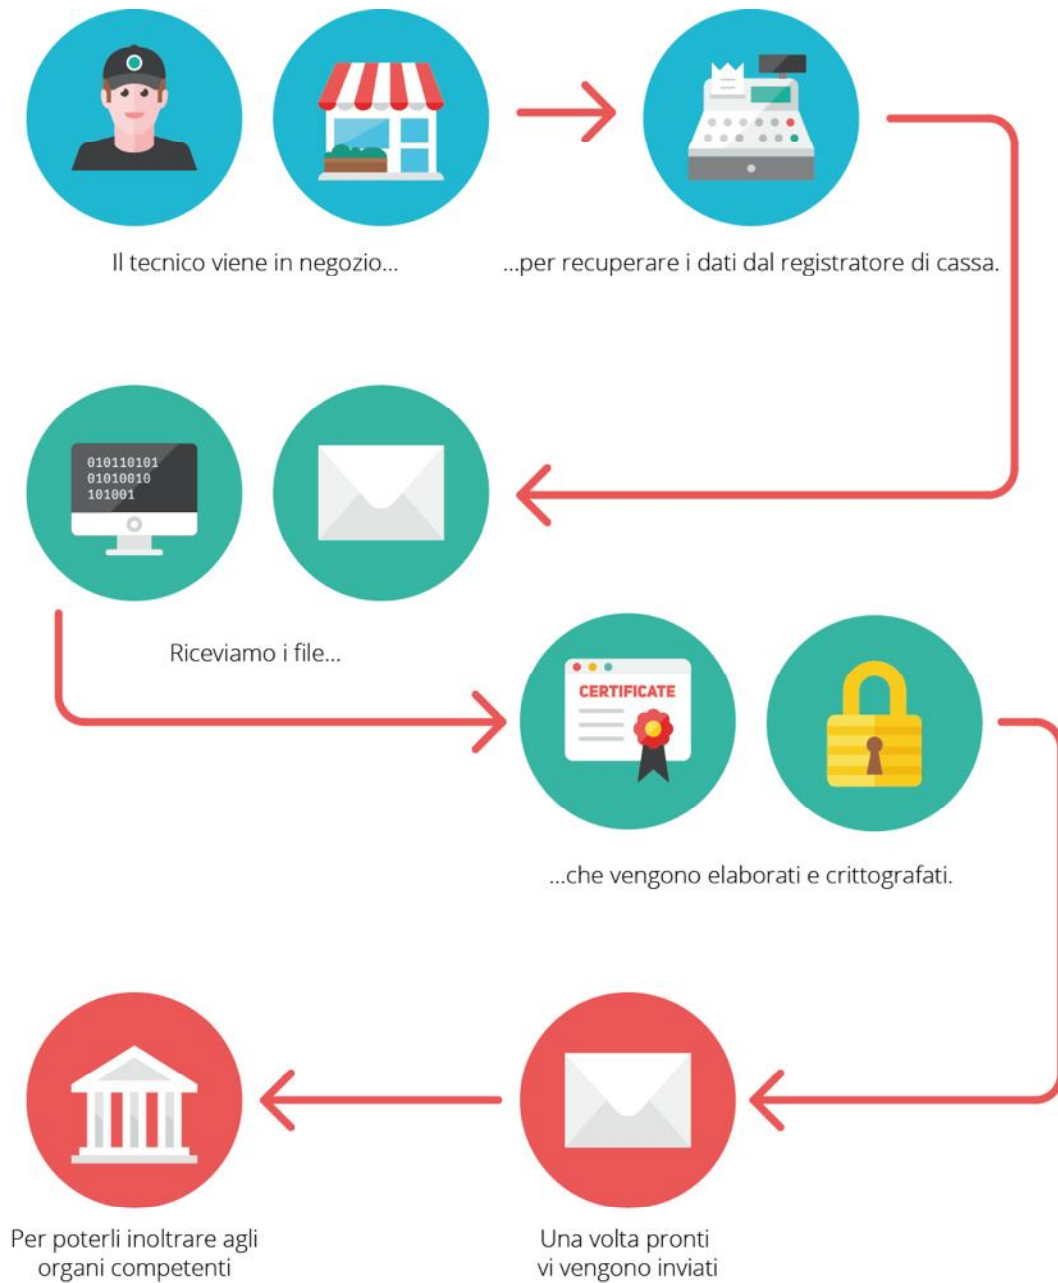 Il tecnico viene in negozio...
...per recuperare i dati dal registratore di cassa.
010110101
01010010
101001
Riceviamo i file...
CERTIFICATE
...che vengono elaborati e crittografati.
Una volta pronti
vi vengono inviati
Per poterli inoltrare agli
organi competenti